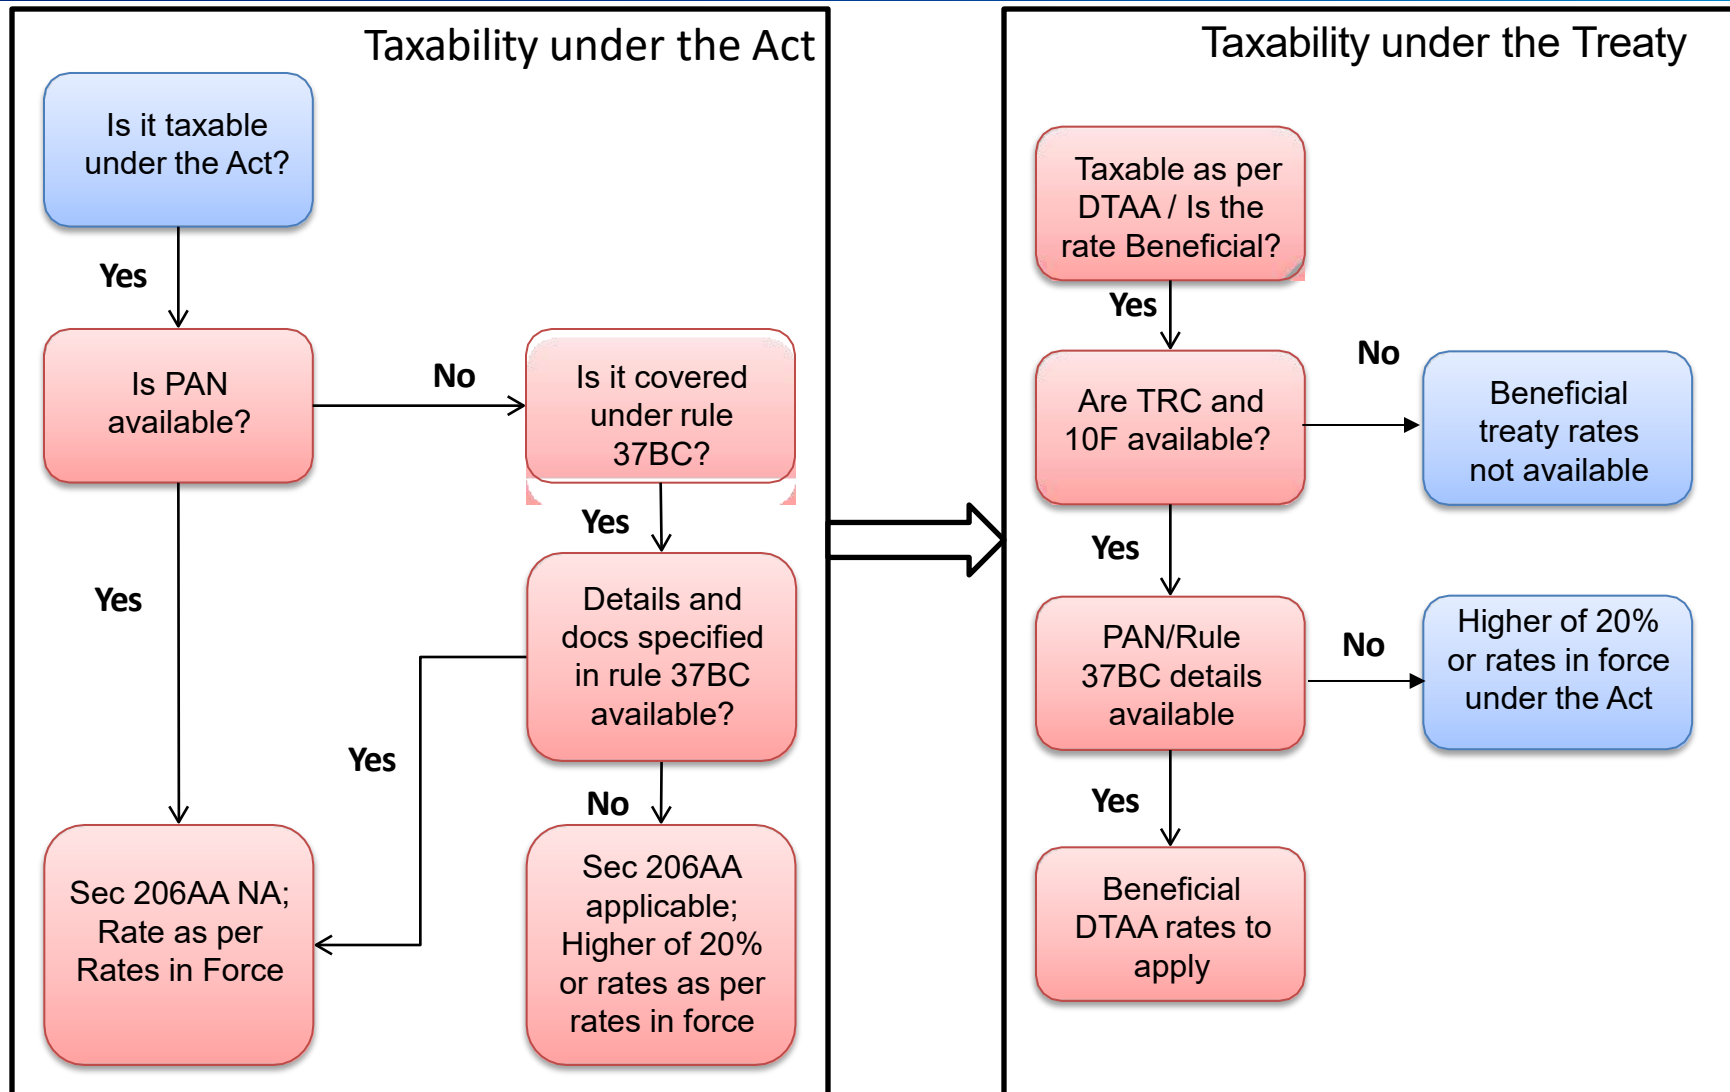 Taxability under the Act
Is it taxable
under the Act?
Yes
Is PAN
available?
No
Is it covered
under rule
37BC?
Yes
Yes
Details and
docs specified
in rule 37BC
available?
Yes
No
Sec 206AA NA;
Rate as per
Rates in Force
Sec 206AA
applicable;
Higher of 20%
or rates as per
rates in force
Taxability under the Treaty
Taxable as per
DTAA / Is the
rate Beneficial?
Yes
Are TRC and
10F available?
No
Beneficial
treaty rates
not available
Yes
PAN/Rule
37BC details
available
No
Higher of 20%
or rates in force
under the Act
Yes
Beneficial
DTAA rates to
apply